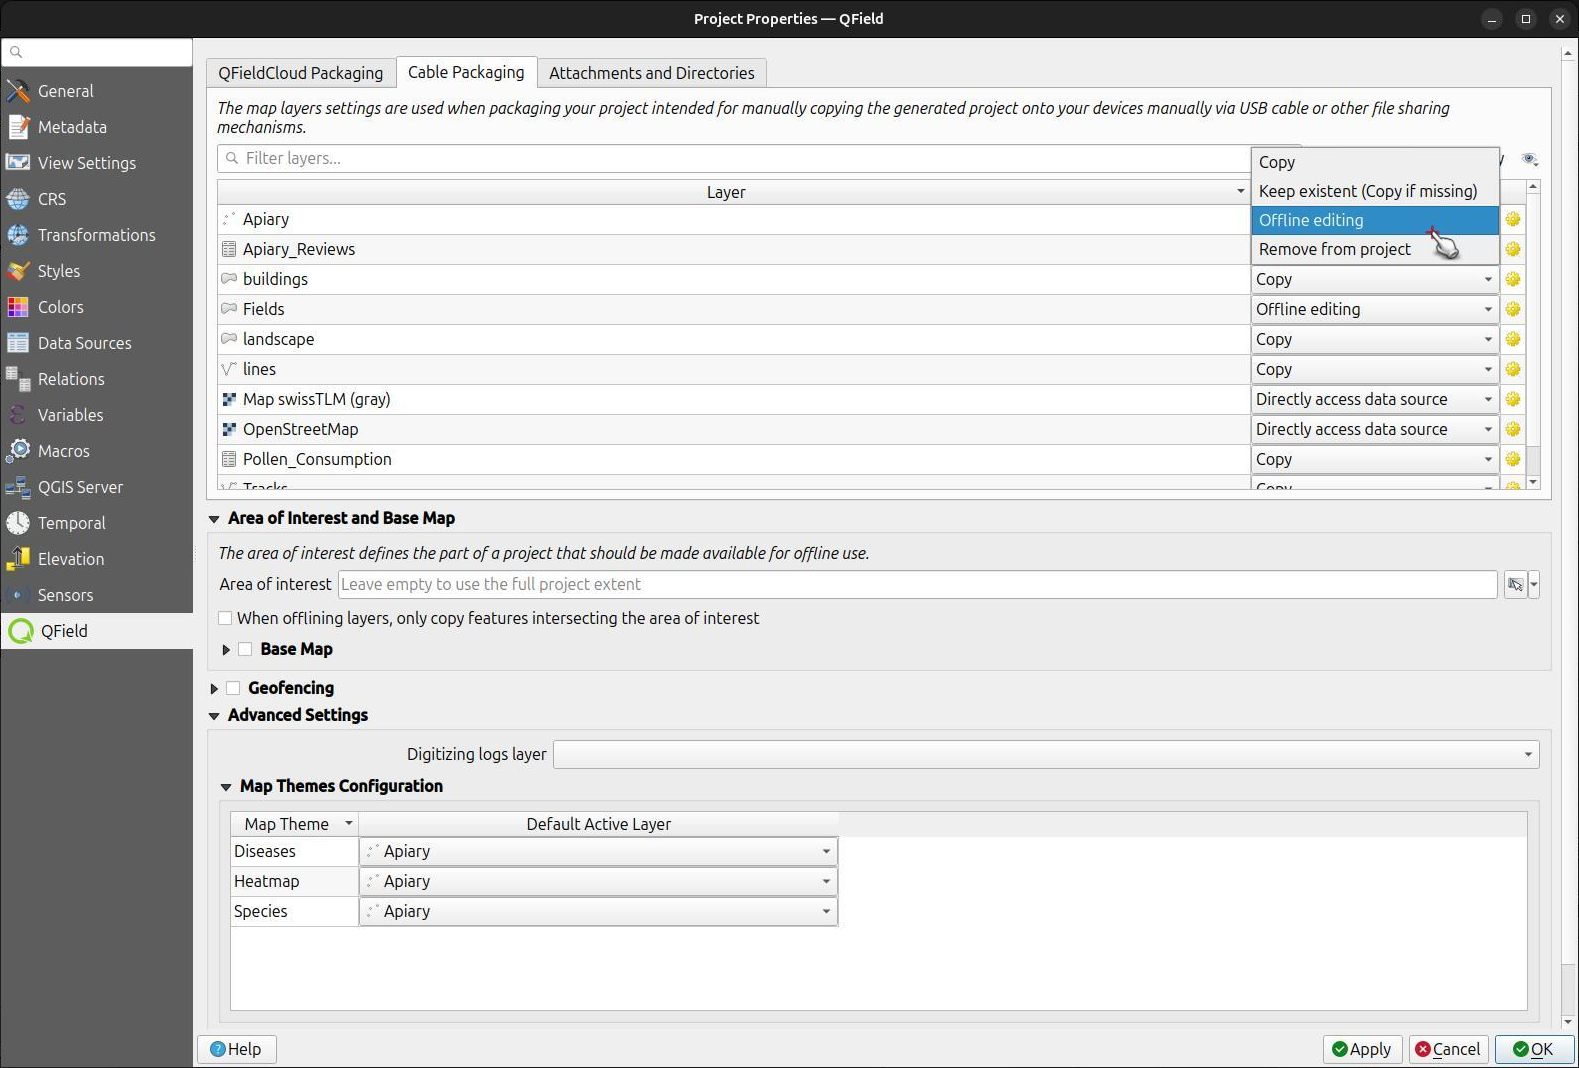 Project Properties — QField
General
Metadata
View Settings
CRS
Transformations
Styles
Colors
Data Sources
Relations
Variables
Macros
QGIS Server
Temporal
Elevation
Sensors
QField
QFieldCloud Packaging
Cable Packaging
Attachments and Directories
The map layers settings are used when packaging your project intended for manually copying the generated project onto your devices manually via USB cable or other file sharing
mechanisms.
Filter layers...
Layer
Copy
Keep existent (Copy if missing)
Offline editing
Remove from project
Apiary
Apiary_Reviews
buildings Copy
Fields Offline editing
landscape Copy
lines Copy
Map swissTLM (gray) Directly access data source
OpenStreetMap Directly access data source
Pollen_Consumption Copy
Tracks Copy
Area of Interest and Base Map
The area of interest defines the part of a project that should be made available for offline use.
Area of interest Leave empty to use the full project extent
When offlining layers, only copy features intersecting the area of interest
Base Map
Geofencing
Advanced Settings
Digitizing logs layer
Map Themes Configuration
Map Theme Default Active Layer
Diseases Apiary
Heatmap Apiary
Species Apiary
Help
Apply
Cancel
OK